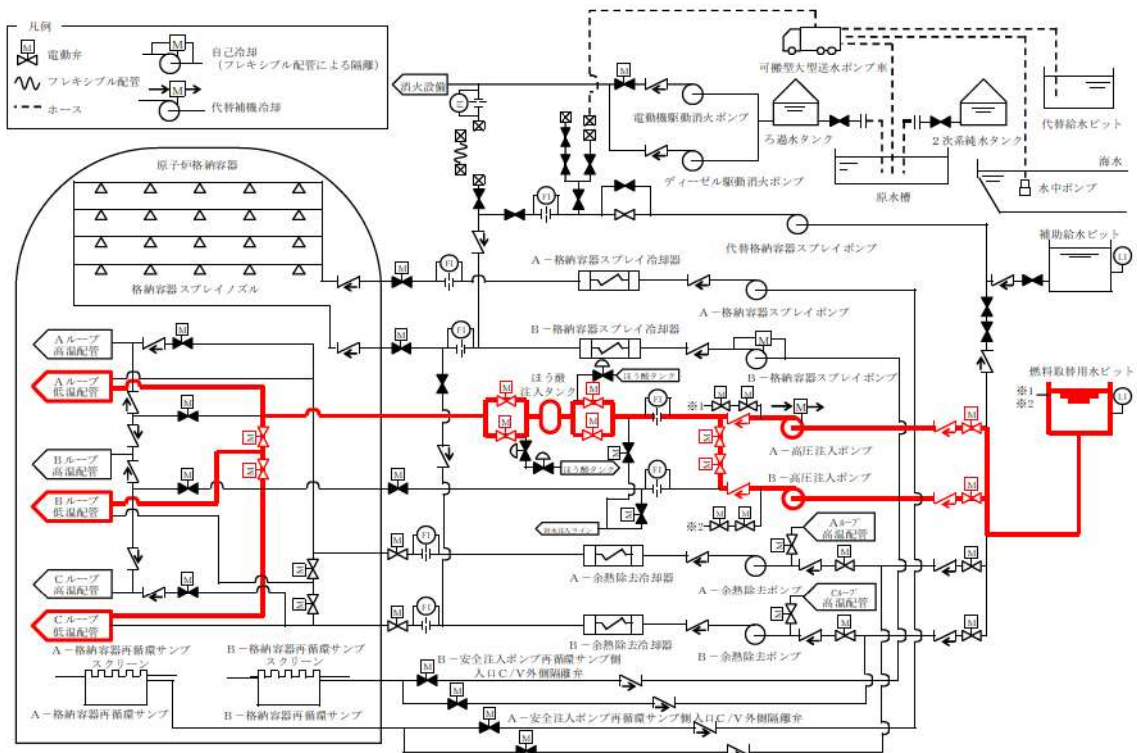 凡例
M
電動弁
フレキシブル配管
ホース
M
自己冷却
(フレキシブル配管による隔離)
M
代替補機冷却
消火設備
M
FI
電動機駆動消火ポンプ
ディーゼル駆動消火ポンプ
可搬型大型送水ポンプ車
ろ過水タンク
2次系純水タンク
原水槽
代替給水ピット
海水
水中ポンプ
代替格納容器スプレイポンプ
補助給水ピット
LI
原子炉格納容器
格納容器スプレイノズル
M
FI
A-格納容器スプレイ冷却器
A-格納容器スプレイポンプ
M
FI
B-格納容器スプレイ冷却器
M
B-格納容器スプレイポンプ
燃料取替用水ピット
※1
※2
LI
Aループ
高温配管
M
Aループ
低温配管
Bループ
高温配管
Bループ
低温配管
Cループ
高温配管
Cループ
低温配管
ほう酸
注入タンク
ほう酸タンク
ほう酸タンク
※1
M
M
FI
A-高圧注入ポンプ
B-高圧注入ポンプ
FI
※2
M
M
Aループ
高温配管
M
FI
A-余熱除去冷却器
A-余熱除去ポンプ
Cループ
高温配管
M
FI
B-余熱除去冷却器
B-余熱除去ポンプ
A-格納容器再循環サンプ
スクリーン
B-格納容器再循環サンプ
スクリーン
A-格納容器再循環サンプ
B-格納容器再循環サンプ
B-安全注入ポンプ再循環サンプ側
入口C/V外側隔離弁
M
M
A-安全注入ポンプ再循環サンプ側入口C/V外側隔離弁
M
M